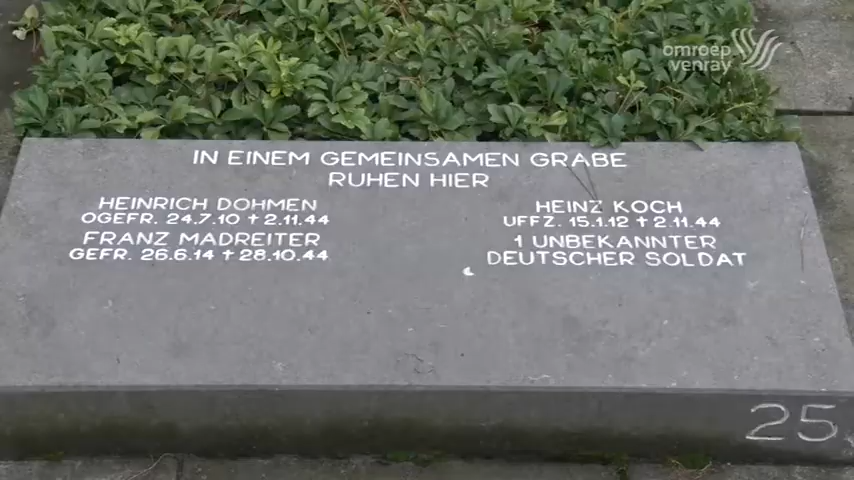 omroep
venray
IN EINEM GEMEINSAMEN GRABE
RUHEN HIER
HEINRICH DOHMEN
OGEFR. 24.7.10 † 2.11.44
FRANZ MADREITER
GEFR. 26.6.14 † 28.10.44
HEINZ KOCH
UFFZ. 15.1.12 † 2.11.44
1 UNBEKANNTER
DEUTSCHER SOLDAT
25